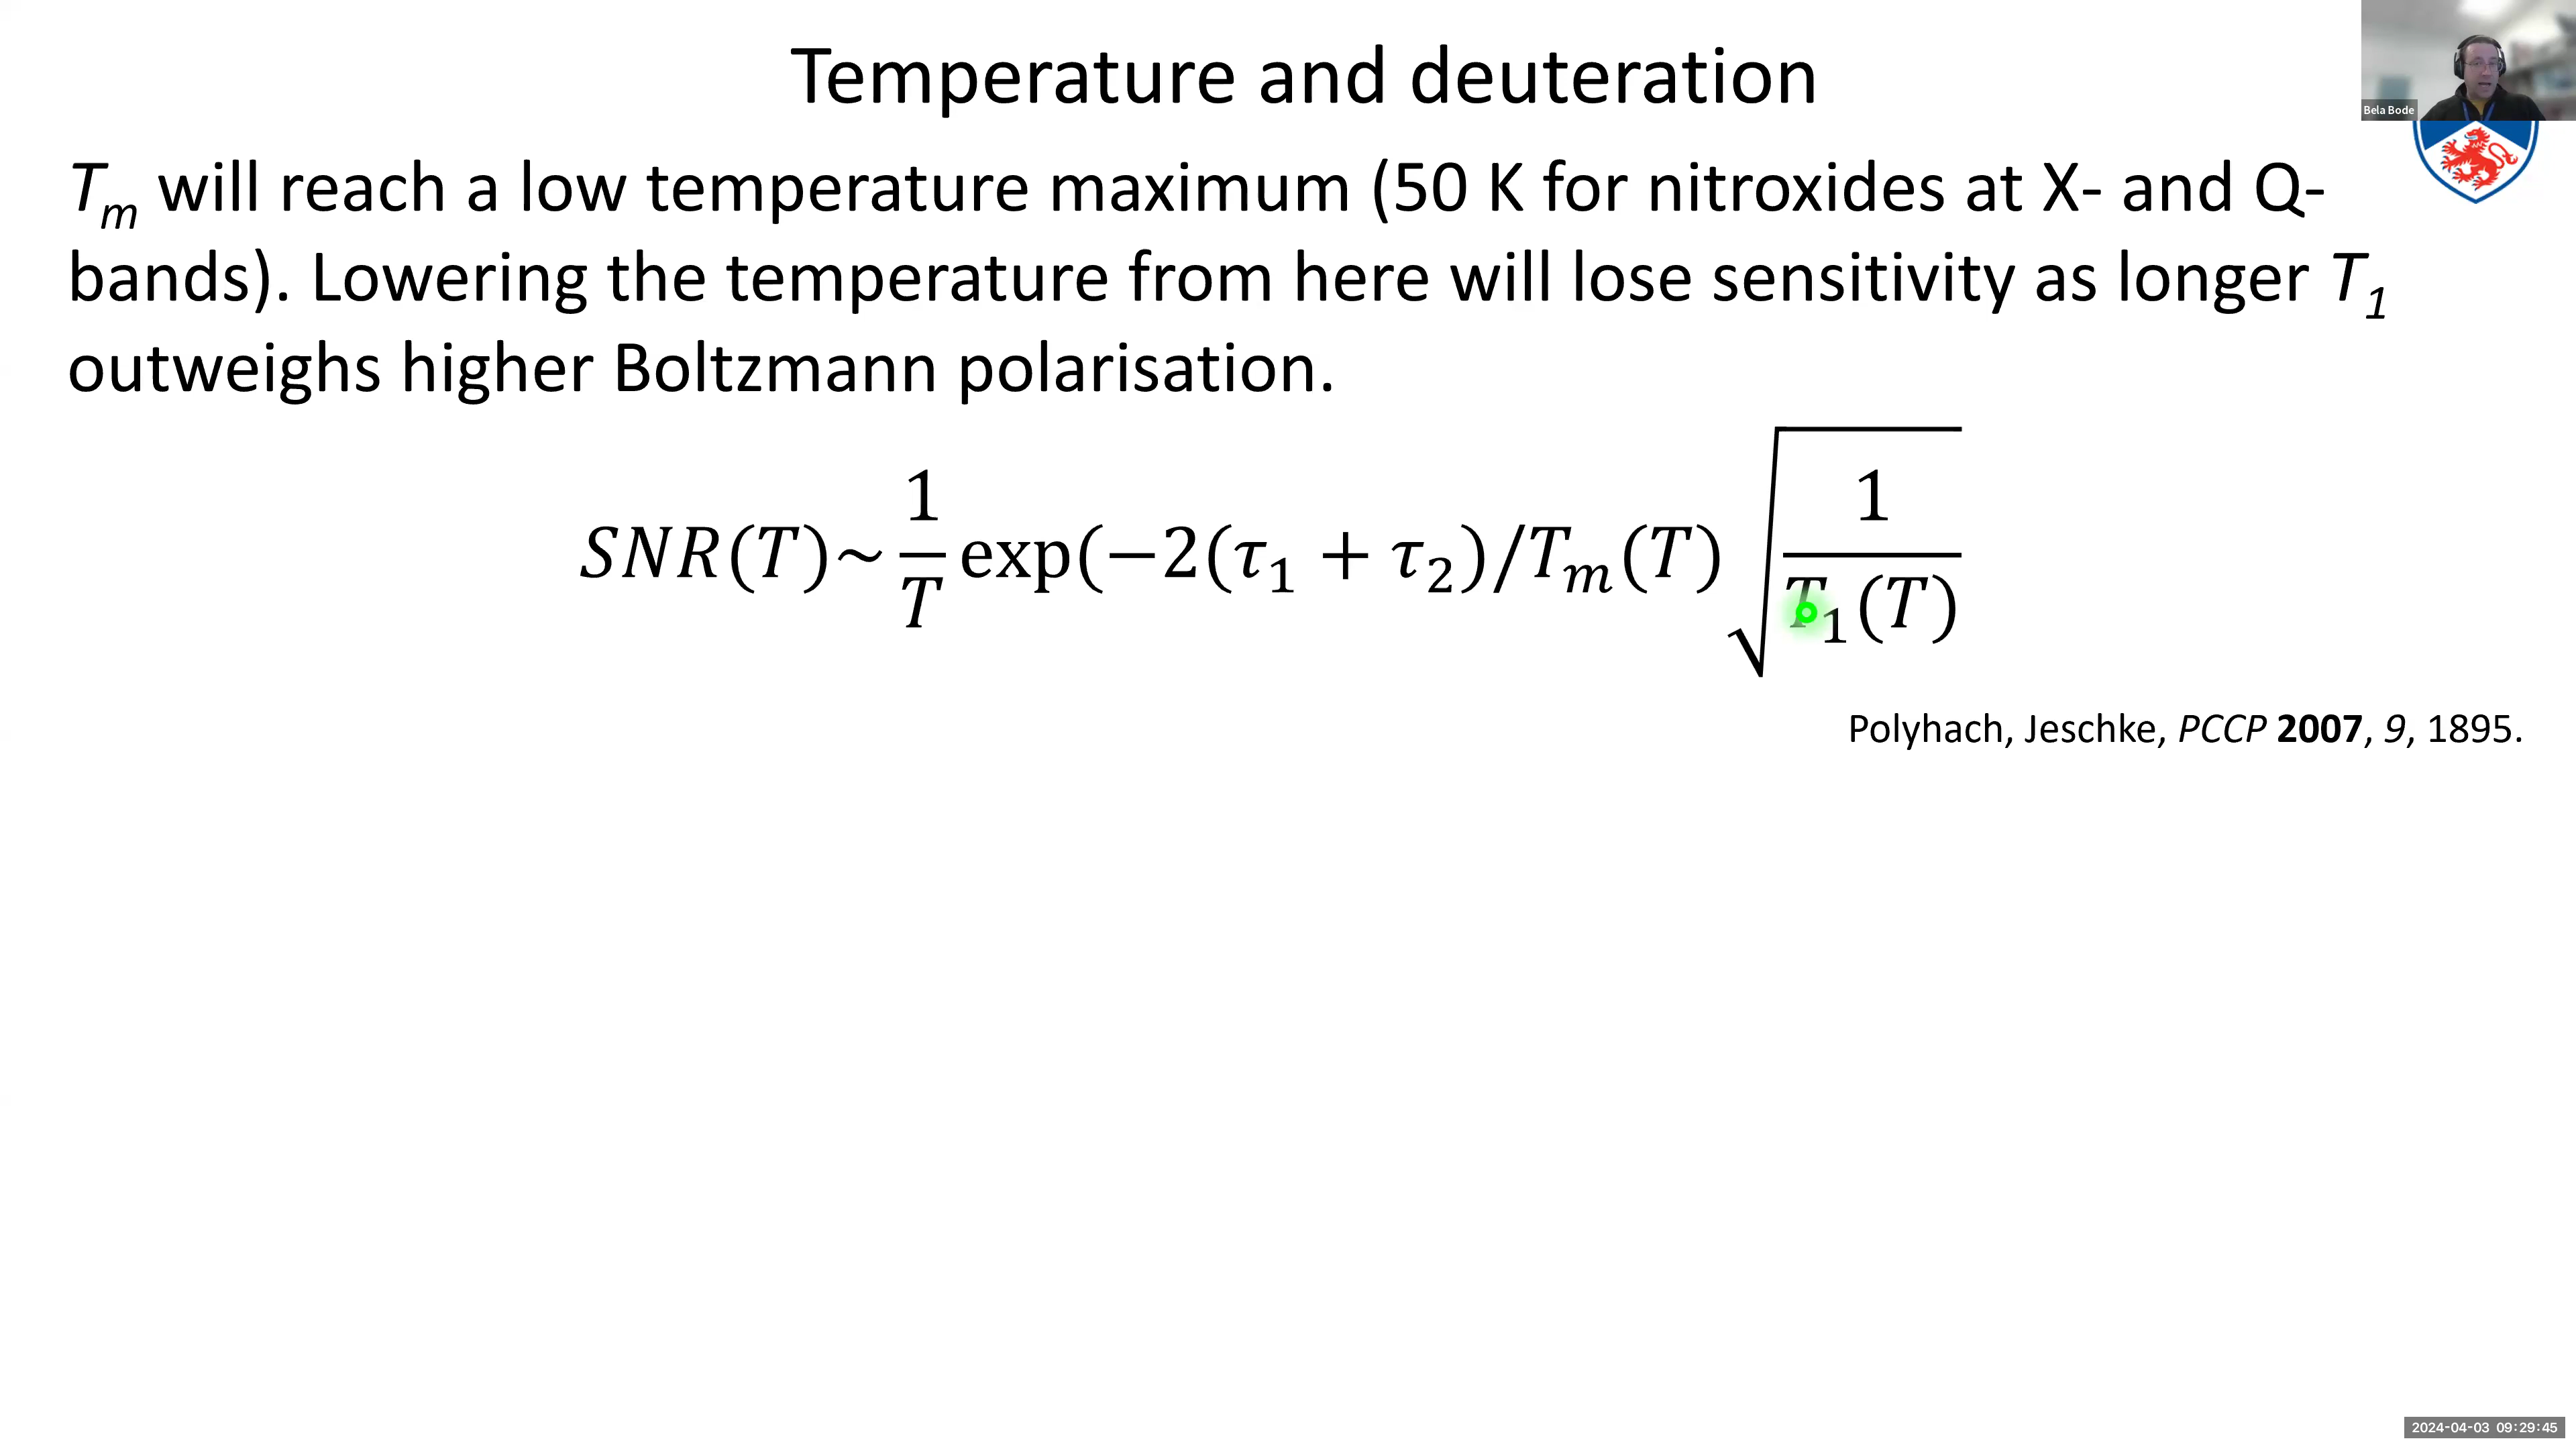 Temperature and deuteration
Bela Bode
Tm will reach a low temperature maximum (50 K for nitroxides at X- and Q-
bands). Lowering the temperature from here will lose sensitivity as longer T1
outweighs higher Boltzmann polarisation.
SNR(T)~ 1/T exp(−2(τ1 + τ2)/Tm(T) √(1/T1(T))
Polyhach, Jeschke, PCCP 2007, 9, 1895.
2024-04-03 09:29:45